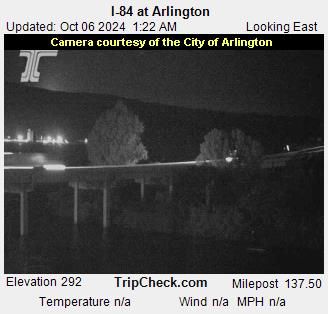 I-84 at Arlington
Updated: Oct 06 2024 1:22 AM Looking East
Camera courtesy of the City of Arlington
Elevation 292 TripCheck.com Milepost 137.50
Temperature n/a Wind n/a MPH n/a